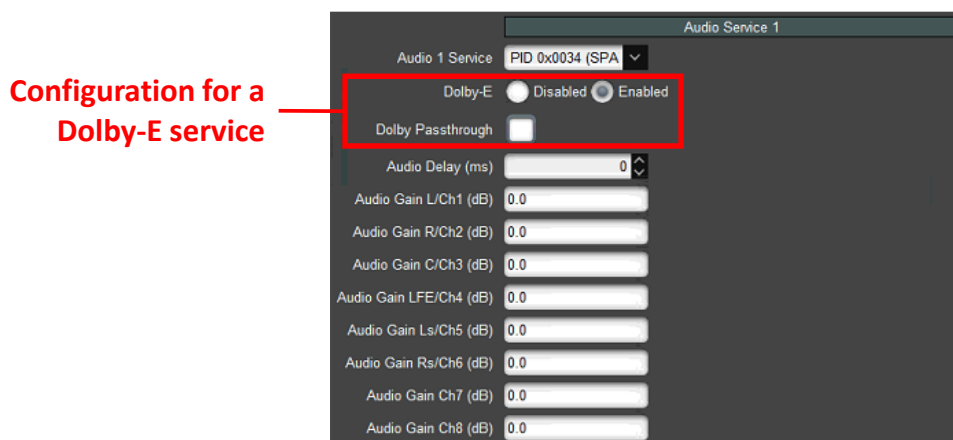 Audio Service 1
Audio 1 Service PID 0x0034 (SPA
Configuration for a
Dolby-E service
Dolby-E Disabled Enabled
Dolby Passthrough
Audio Delay (ms) 0
Audio Gain L/Ch1 (dB) 0.0
Audio Gain R/Ch2 (dB) 0.0
Audio Gain C/Ch3 (dB) 0.0
Audio Gain LFE/Ch4 (dB) 0.0
Audio Gain Ls/Ch5 (dB) 0.0
Audio Gain Rs/Ch6 (dB) 0.0
Audio Gain Ch7 (dB) 0.0
Audio Gain Ch8 (dB) 0.0